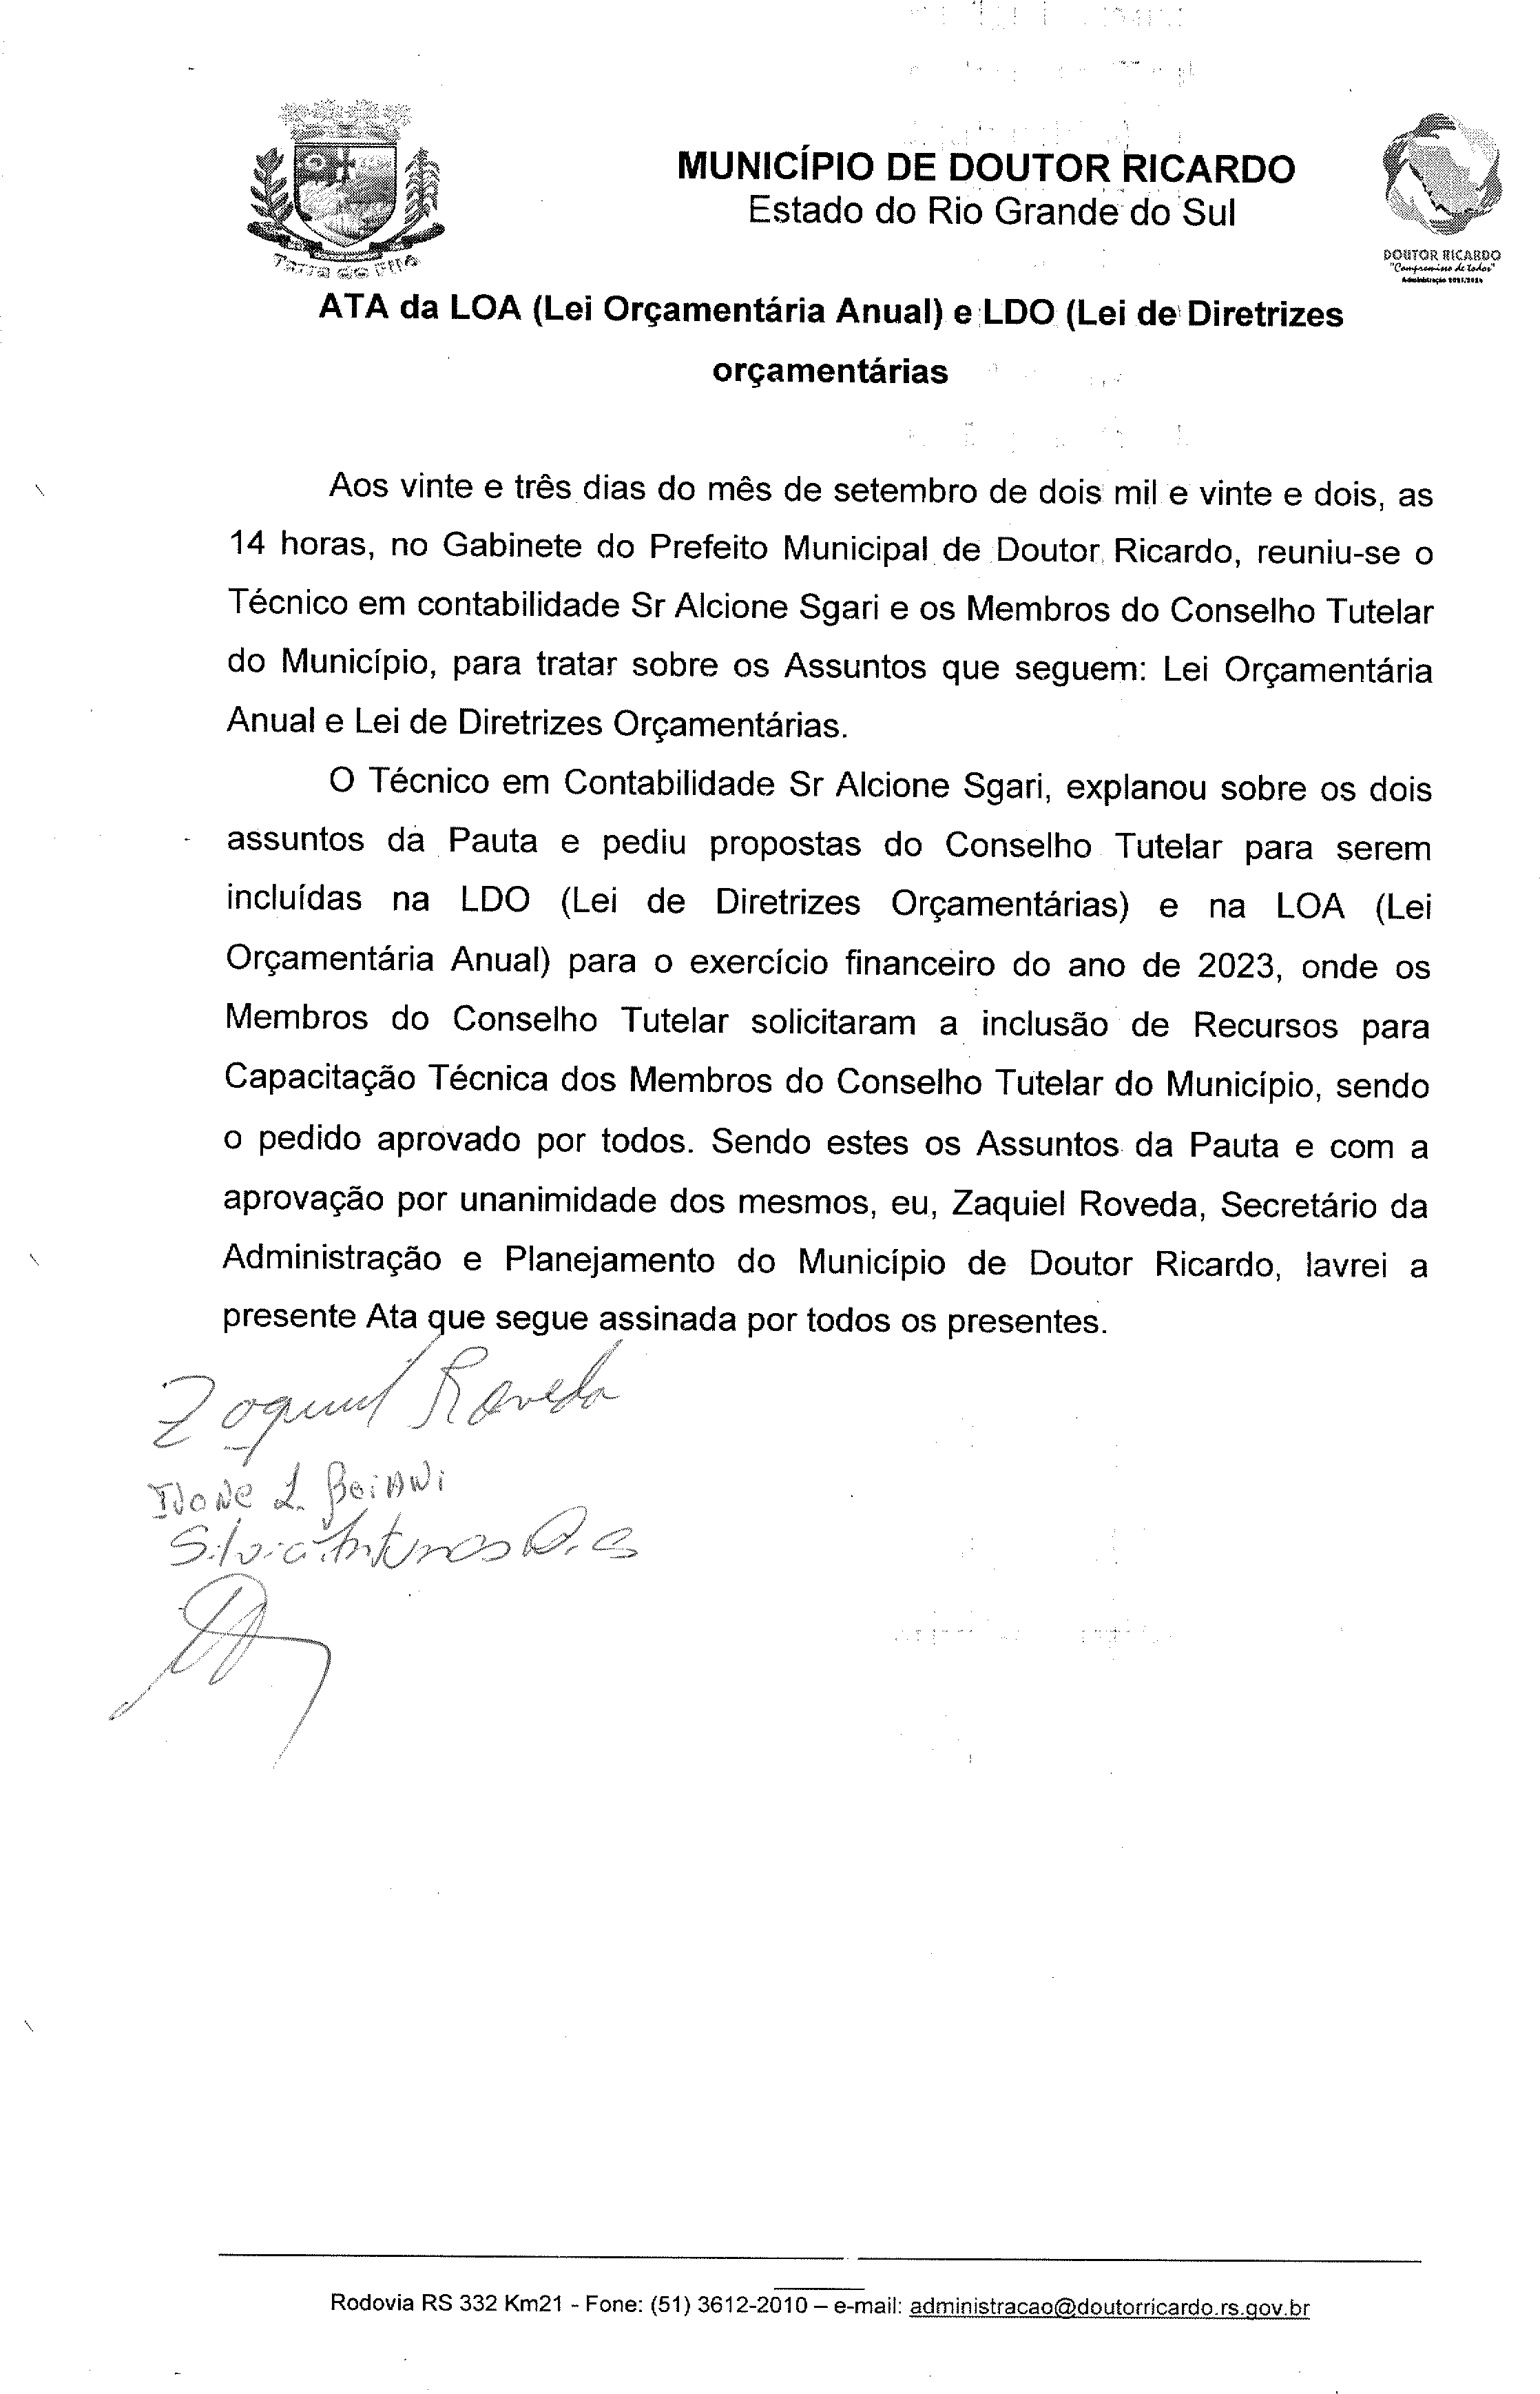 MUNICÍPIO DE DOUTOR RICARDO
Estado do Rio Grande do Sul
DOUTOR RICARDO
"Compromisso de todos"
Administração 2021/2024
ATA da LOA (Lei Orçamentária Anual) e LDO (Lei de Diretrizes
orçamentárias
Aos vinte e três dias do mês de setembro de dois mil e vinte e dois, as
14 horas, no Gabinete do Prefeito Municipal de Doutor Ricardo, reuniu-se o
Técnico em contabilidade Sr Alcione Sgari e os Membros do Conselho Tutelar
do Município, para tratar sobre os Assuntos que seguem: Lei Orçamentária
Anual e Lei de Diretrizes Orçamentárias.
O Técnico em Contabilidade Sr Alcione Sgari, explanou sobre os dois
assuntos da Pauta e pediu propostas do Conselho Tutelar para serem
incluídas na LDO (Lei de Diretrizes Orçamentárias) e na LOA (Lei
Orçamentária Anual) para o exercício financeiro do ano de 2023, onde os
Membros do Conselho Tutelar solicitaram a inclusão de Recursos para
Capacitação Técnica dos Membros do Conselho Tutelar do Município, sendo
o pedido aprovado por todos. Sendo estes os Assuntos da Pauta e com a
aprovação por unanimidade dos mesmos, eu, Zaquiel Roveda, Secretário da
Administração e Planejamento do Município de Doutor Ricardo, lavrei a
presente Ata que segue assinada por todos os presentes.
Zaquiel Roveda
Rodovia RS 332 Km21 - Fone: (51) 3612-2010 – e-mail: administracao@doutorricardo.rs.gov.br